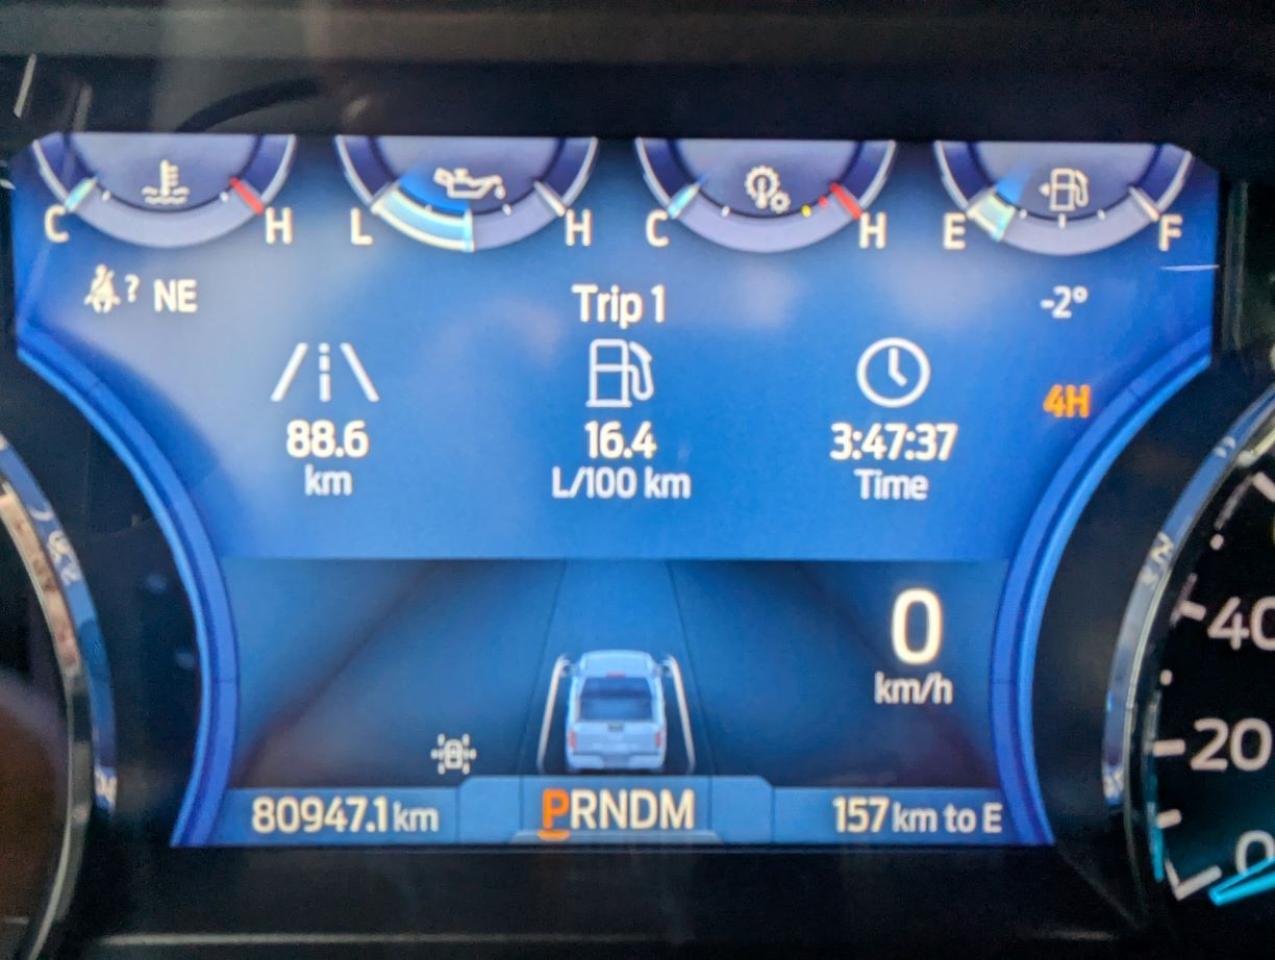 C H L H C H E F
? NE
Trip 1
-2°
4H
88.6
km
16.4
L/100 km
3:47:37
Time
0
km/h
80947.1 km
PRNDM
157 km to E
40
20
0